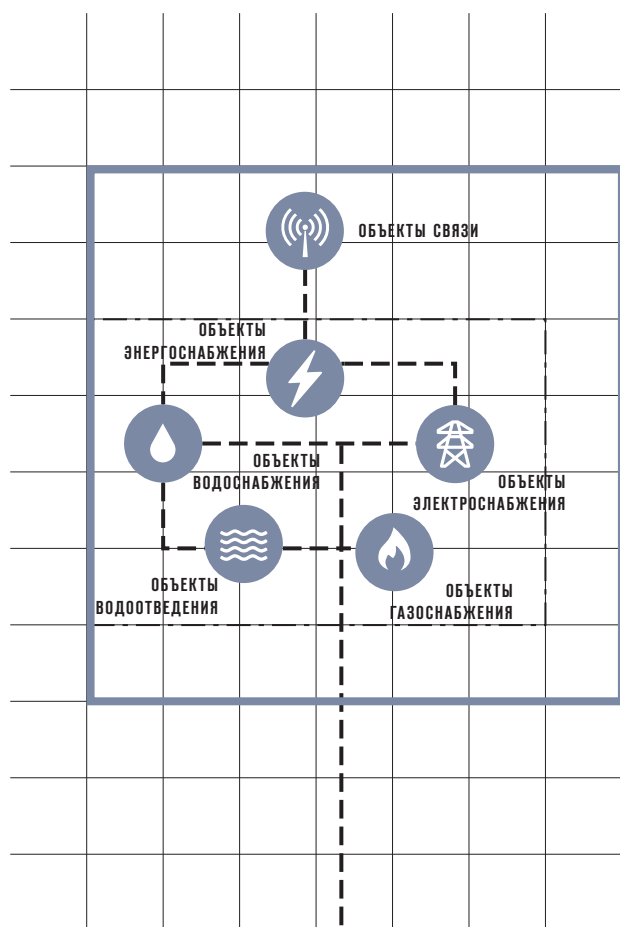 ОБЪЕКТЫ СВЯЗИ
ОБЪЕКТЫ
ЭНЕРГОСНАБЖЕНИЯ
ОБЪЕКТЫ
ВОДОСНАБЖЕНИЯ
ОБЪЕКТЫ
ЭЛЕКТРОСНАБЖЕНИЯ
ОБЪЕКТЫ
ВОДООТВЕДЕНИЯ
ОБЪЕКТЫ
ГАЗОСНАБЖЕНИЯ